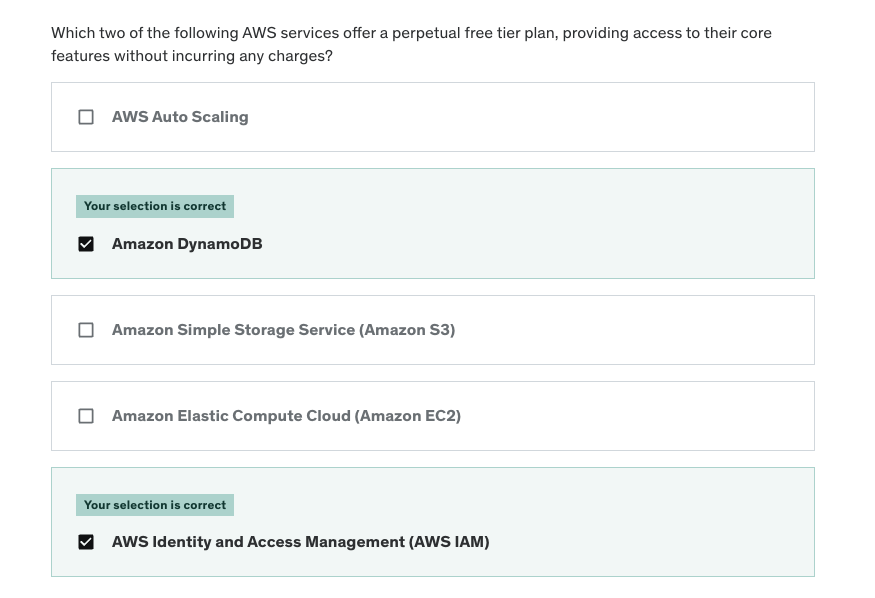 Which two of the following AWS services offer a perpetual free tier plan, providing access to their core
features without incurring any charges?
AWS Auto Scaling
Your selection is correct
Amazon DynamoDB
Amazon Simple Storage Service (Amazon S3)
Amazon Elastic Compute Cloud (Amazon EC2)
Your selection is correct
AWS Identity and Access Management (AWS IAM)